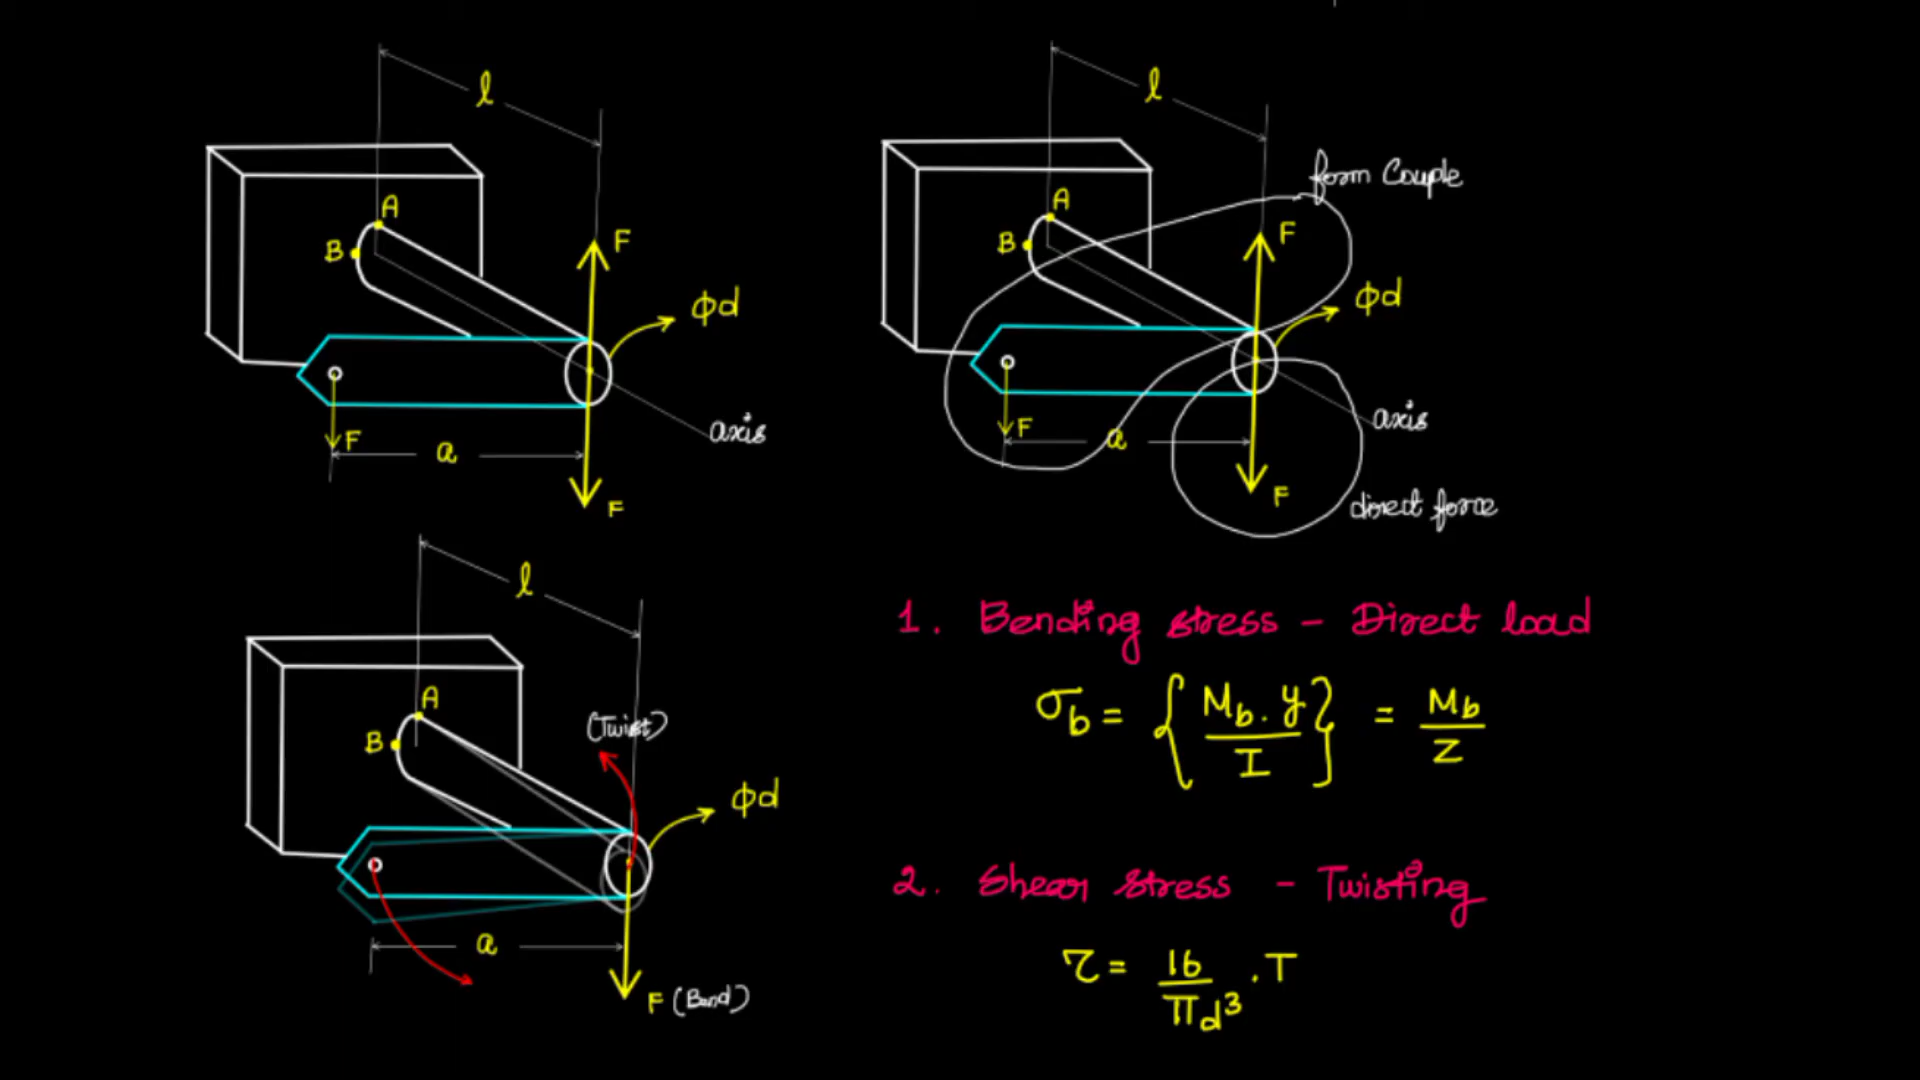 l
A
B
F
ϕd
axis
F
a
F
l
form Couple
A
B
F
ϕd
axis
F
a
F
direct force
l
A
B
(Twist)
ϕd
a
F (Bend)
1. Bending stress - Direct load
σb = { Mb . y / I } = Mb / Z
2. Shear stress - Twisting
τ = 16 / πd³ . T